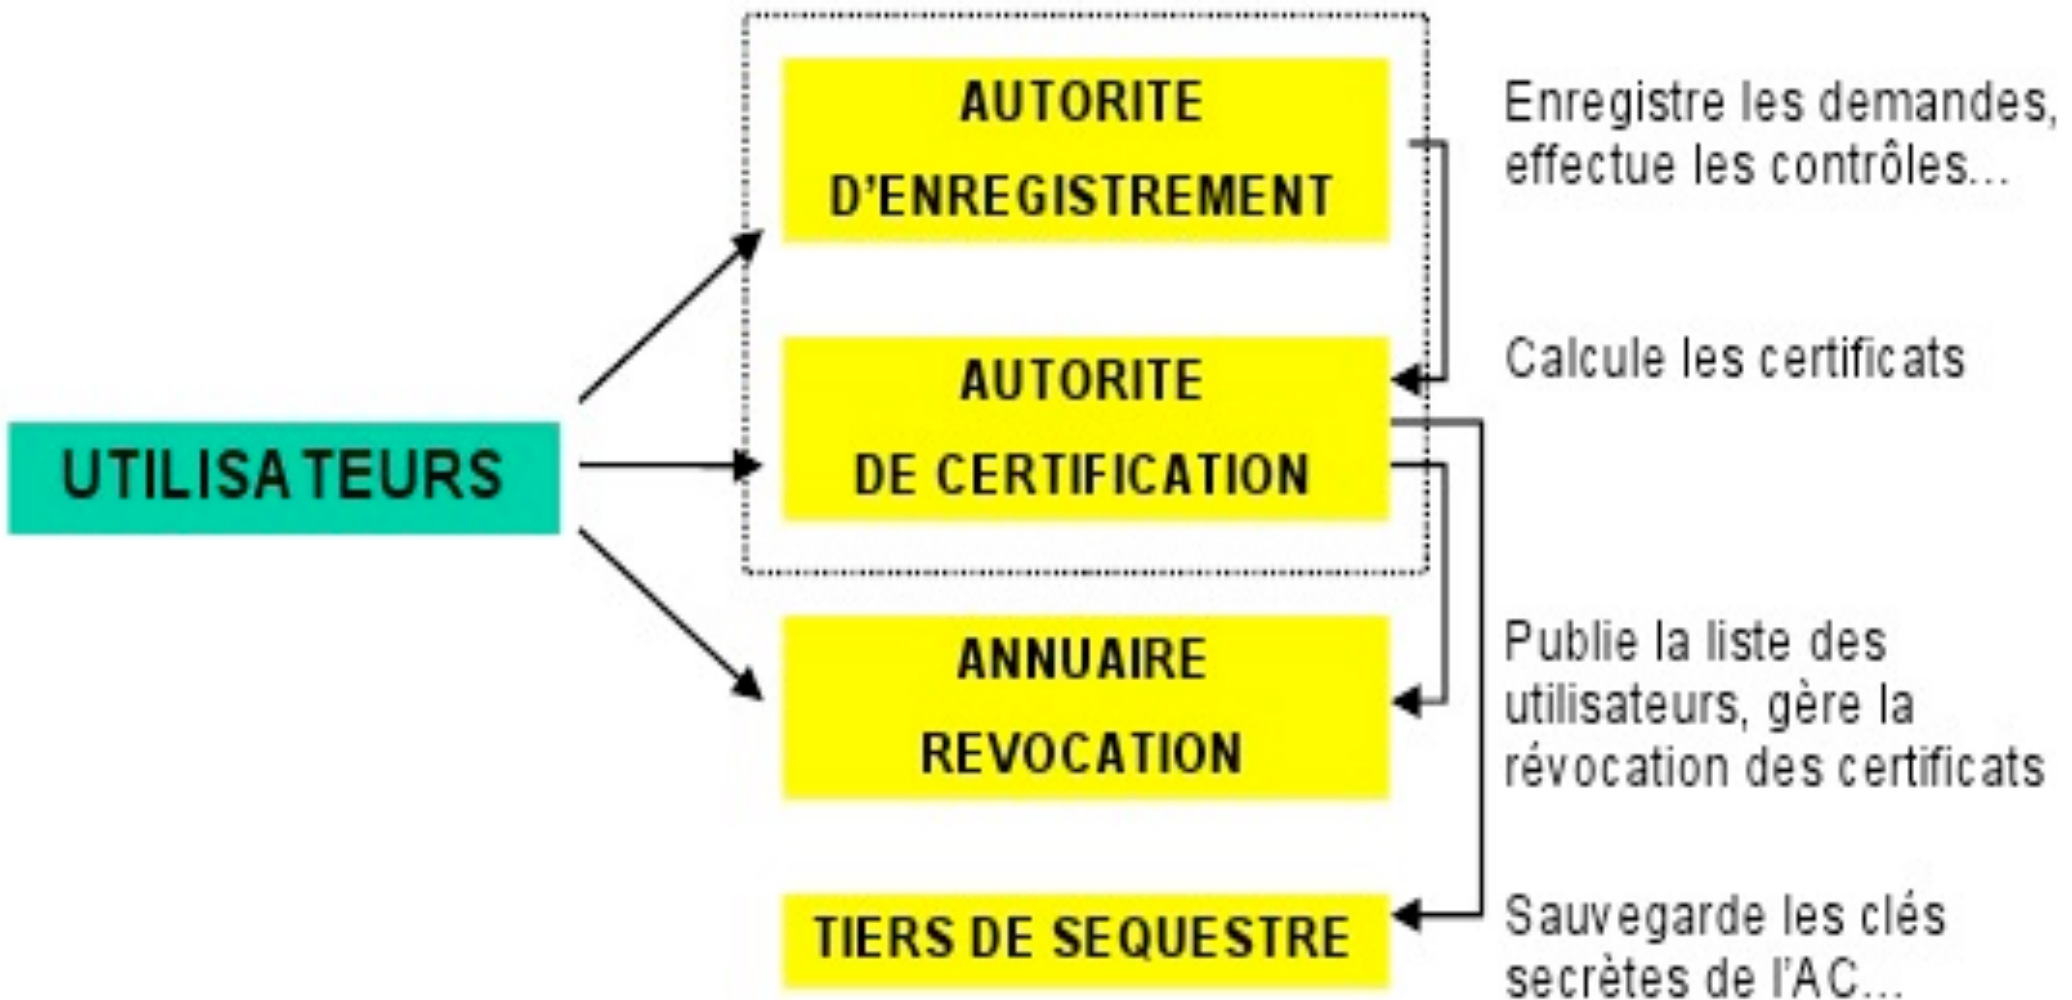 AUTORITE
D’ENREGISTREMENT
Enregistre les demandes,
effectue les contrôles...
AUTORITE
DE CERTIFICATION
Calcule les certificats
UTILISATEURS
ANNUAIRE
REVOCATION
Publie la liste des
utilisateurs, gère la
révocation des certificats
TIERS DE SEQUESTRE
Sauvegarde les clés
secrètes de l'AC...